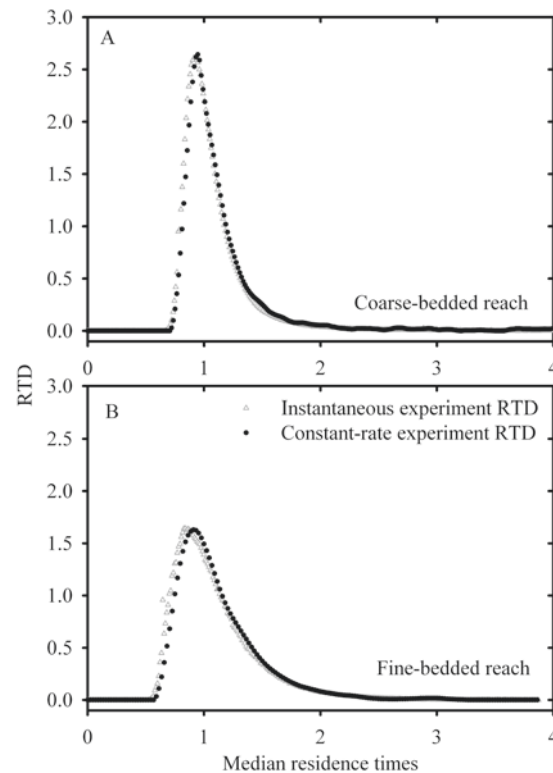 3.0
A
2.5
2.0
1.5
1.0
0.5
Coarse-bedded reach
0.0
0 1 2 3 4
RTD
3.0
B
Instantaneous experiment RTD
2.5
Constant-rate experiment RTD
2.0
1.5
1.0
0.5
Fine-bedded reach
0.0
0 1 2 3 4
Median residence times